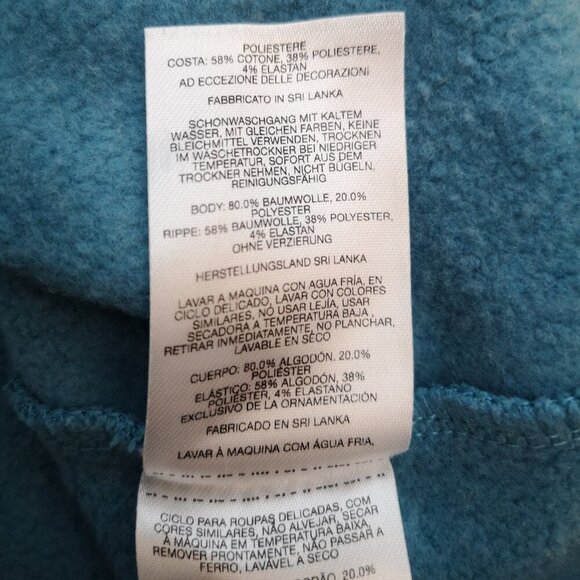 POLIESTERE
COSTA: 58% COTONE, 38% POLIESTERE,
4% ELASTAN
AD ECCEZIONE DELLE DECORAZIONI
FABBRICATO IN SRI LANKA
SCHONWASCHGANG MIT KALTEM
WASSER, MIT GLEICHEN FARBEN, KEINE
BLEICHMITTEL VERWENDEN, TROCKNEN
IM WASCHETROCKNER BEI NIEDRIGER
TEMPERATUR, SOFORT AUS DEM
TROCKNER NEHMEN, NICHT BÜGELN,
REINIGUNGSFÄHIG
BODY: 80.0% BAUMWOLLE, 20.0%
POLYESTER
RIPPE: 58% BAUMWOLLE, 38% POLYESTER,
4% ELASTAN
OHNE VERZIERUNG
HERSTELLUNGSLAND SRI LANKA
LAVAR A MAQUINA CON AGUA FRÍA, EN
CICLO DELICADO, LAVAR CON COLORES
SIMILARES, NO USAR LEJÍA, USAR
SECADORA A TEMPERATURA BAJA ,
RETIRAR INMEDIATAMENTE, NO PLANCHAR,
LAVABLE EN SECO
CUERPO: 80.0% ALGODÓN, 20.0%
POLIÉSTER
ELÁSTICO: 58% ALGODÓN, 38%
POLIÉSTER, 4% ELASTANO
EXCLUSIVO DE LA ORNAMENTACIÓN
FABRICADO EN SRI LANKA
LAVAR À MAQUINA COM ÁGUA FRIA,
CICLO PARA ROUPAS DELICADAS, COM
CORES SIMILARES, NÃO ALVEJAR, SECAR
À MÁQUINA EM TEMPERATURA BAIXA,
REMOVER PRONTAMENTE, NÃO PASSAR A
FERRO, LAVÁVEL À SECO
20.0%